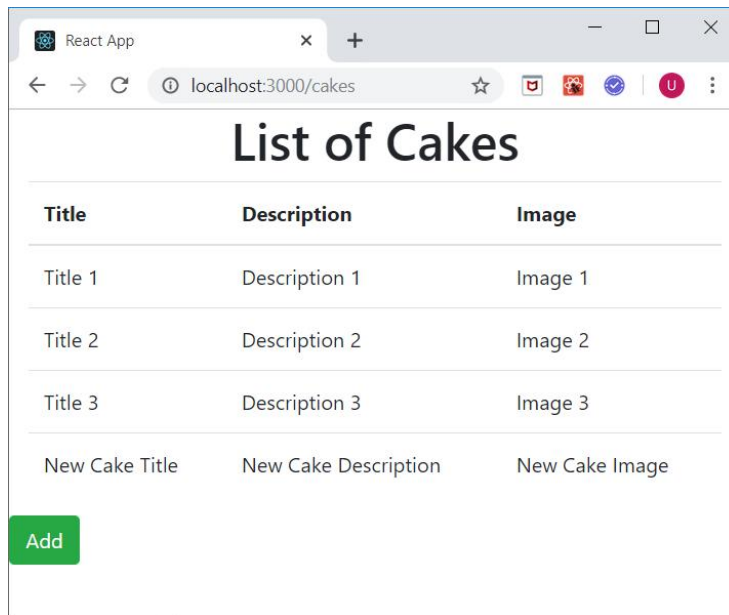 React App
localhost:3000/cakes
U
List of Cakes
Title Description Image
Title 1 Description 1 Image 1
Title 2 Description 2 Image 2
Title 3 Description 3 Image 3
New Cake Title New Cake Description New Cake Image
Add